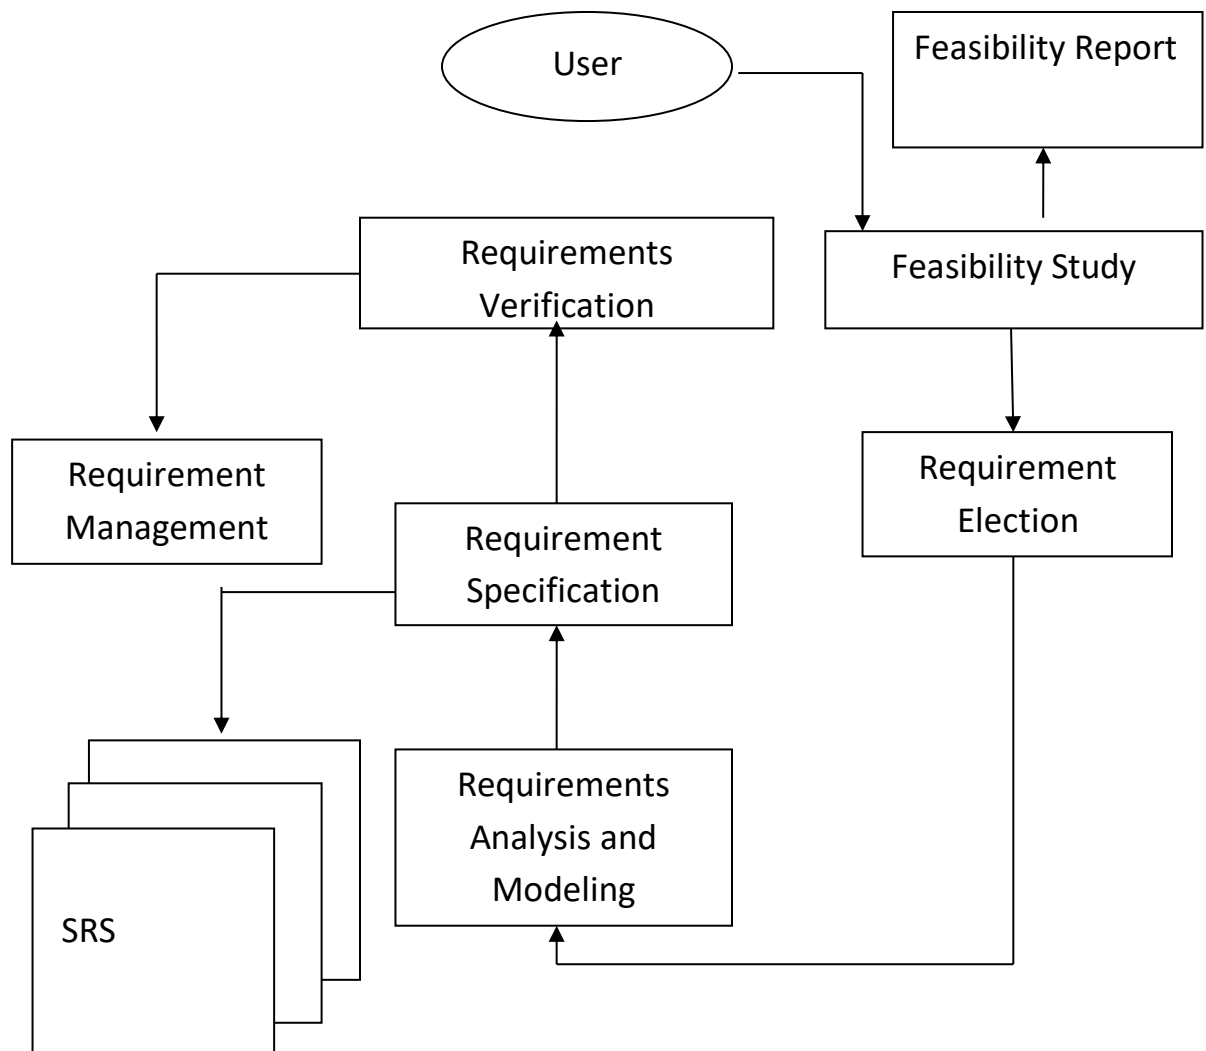 User
Feasibility Report
Requirements
Verification
Feasibility Study
Requirement
Management
Requirement
Election
Requirement
Specification
Requirements
Analysis and
Modeling
SRS